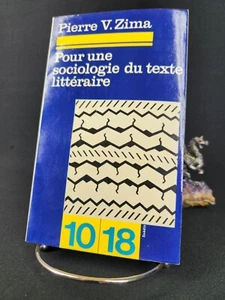 Pierre V. Zima
Pour une
sociologie du texte
littéraire
10 18